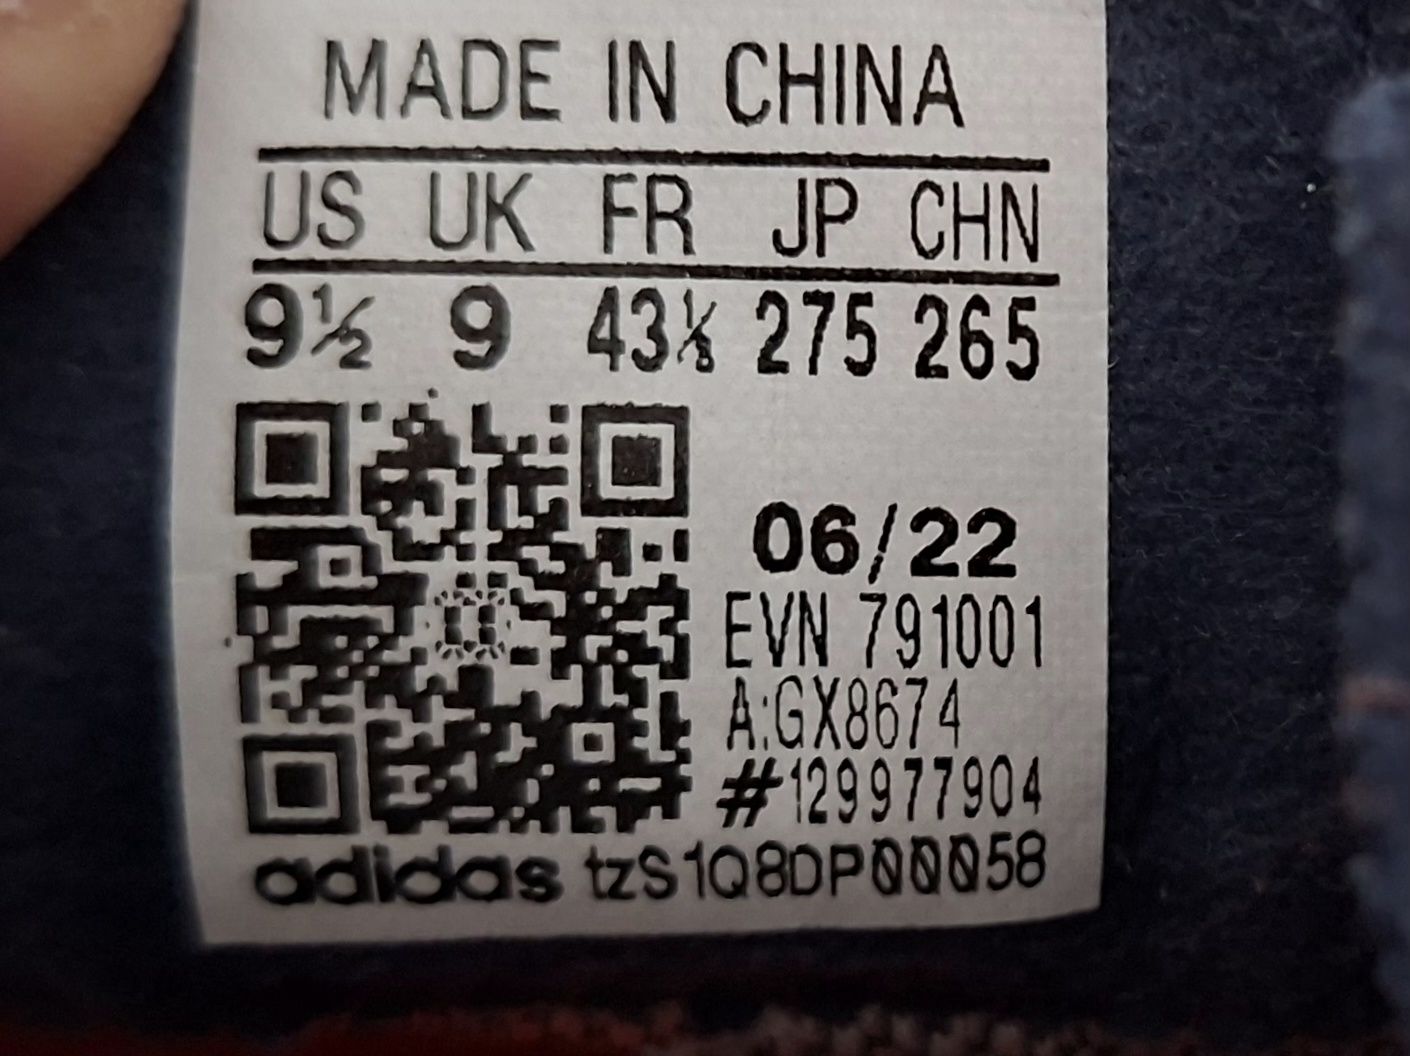 MADE IN CHINA
US UK FR JP CHN
9½ 9 43⅓ 275 265
06/22
EVN 791001
A:GX8674
#129977904
adidas tzS1Q8DP00058